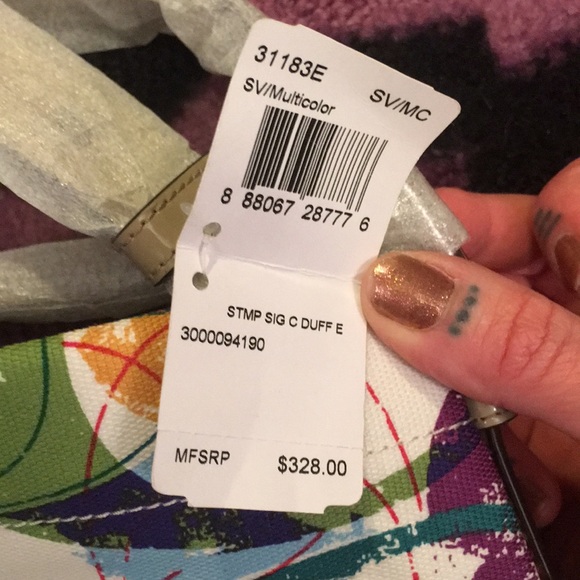 31183E SV/MC
SV/Multicolor
8 88067 28777 6
STMP SIG C DUFF E
3000094190
MFSRP $328.00